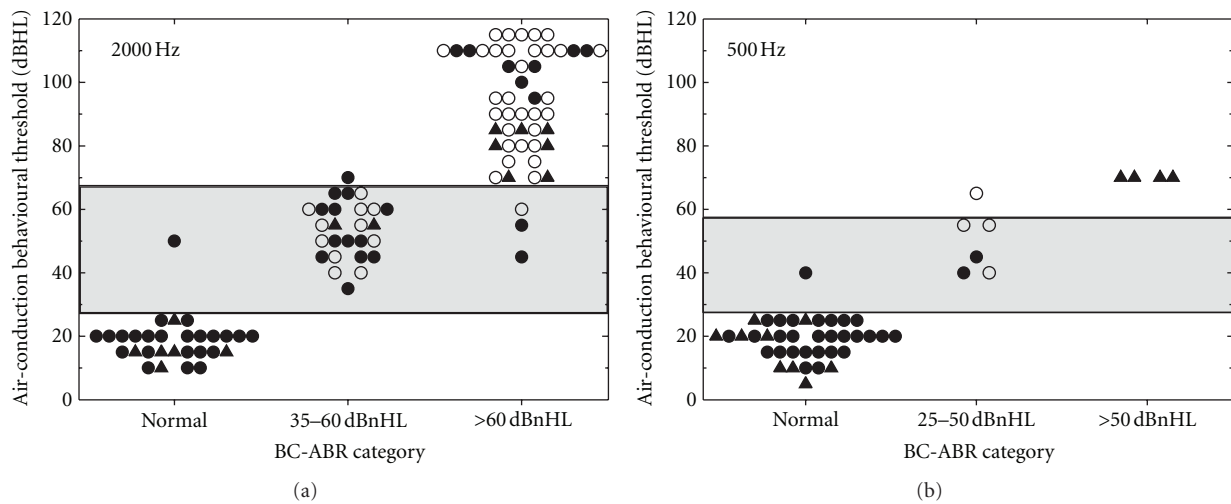 Air-conduction behavioural threshold (dBHL)
120
100
80
60
40
20
0
2000 Hz
Normal 35–60 dBnHL >60 dBnHL
BC-ABR category
(a)
Air-conduction behavioural threshold (dBHL)
120
100
80
60
40
20
0
500 Hz
Normal 25–50 dBnHL >50 dBnHL
BC-ABR category
(b)